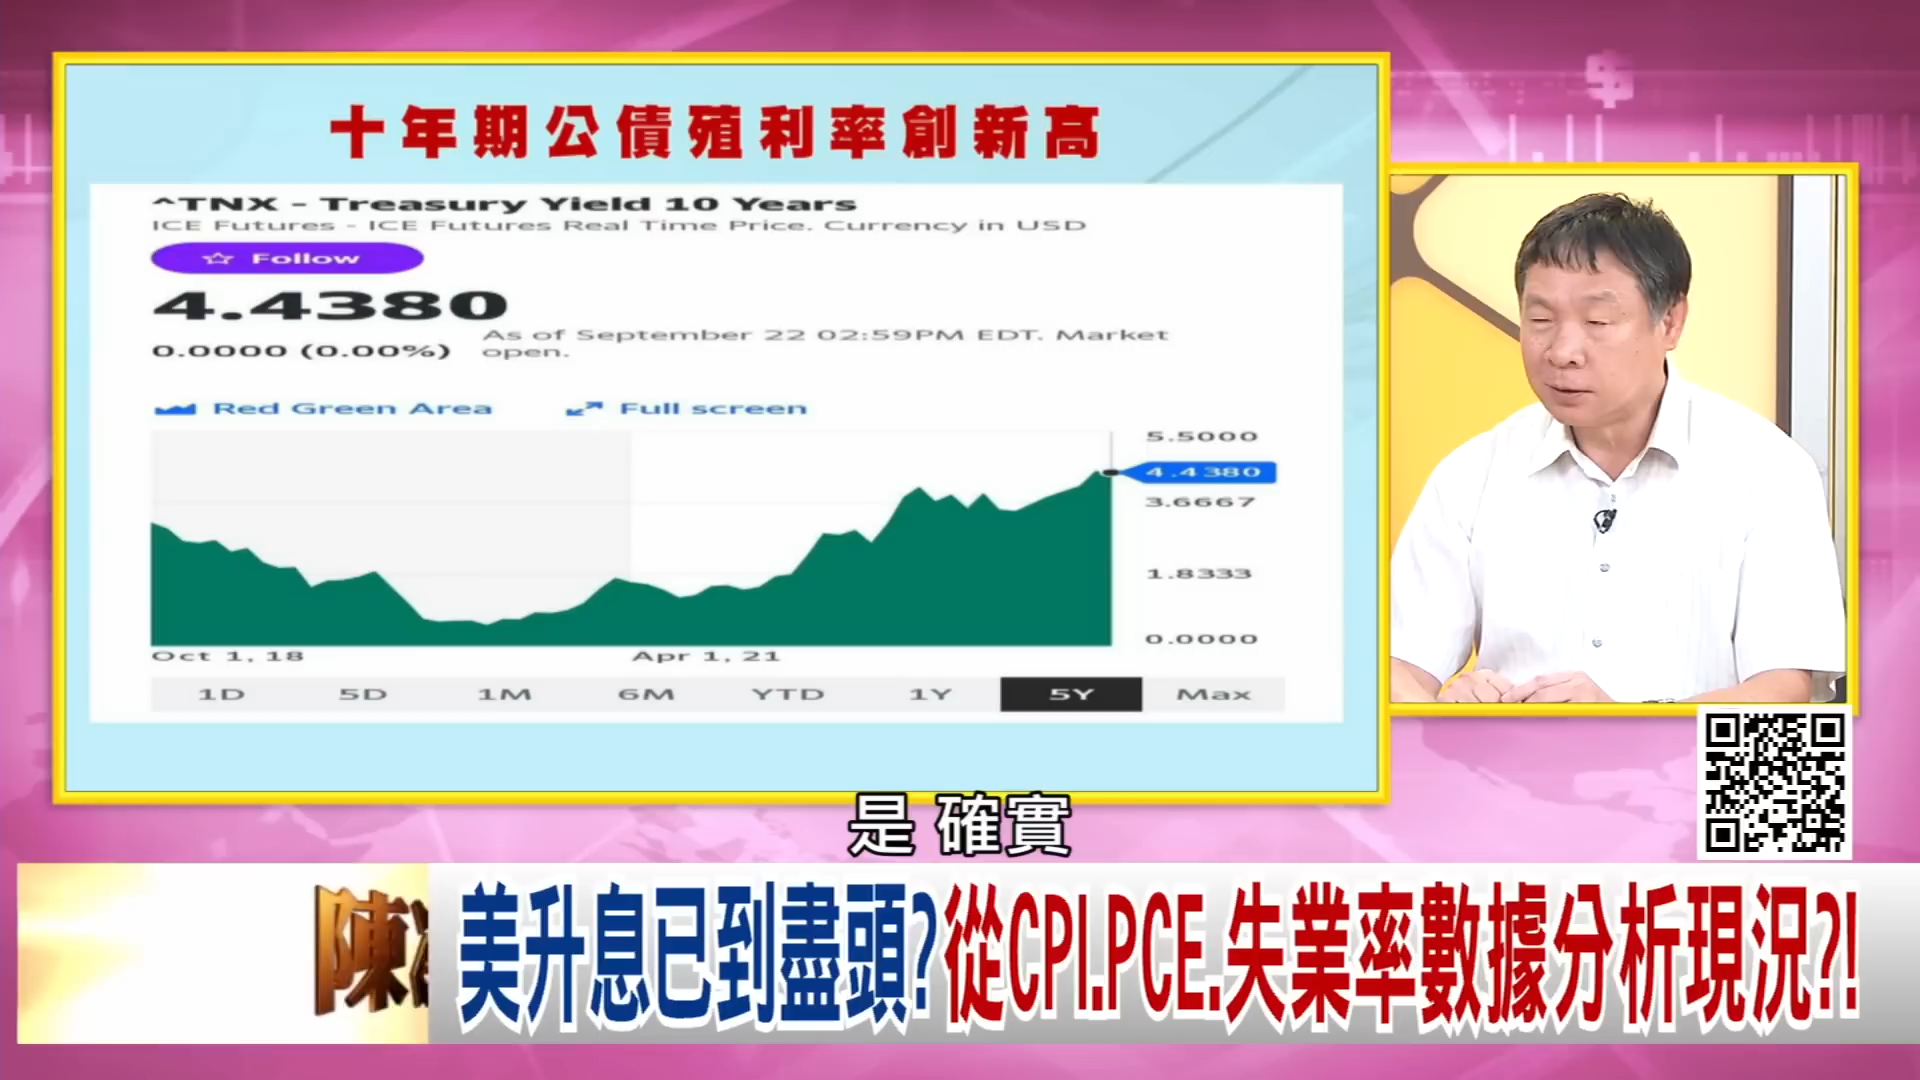 十年期公債殖利率創新高
^TNX - Treasury Yield 10 Years
ICE Futures - ICE Futures Real Time Price. Currency in USD
Follow
4.4380
0.0000 (0.00%)
As of September 22 02:59PM EDT. Market
open.
Red Green Area
Full screen
5.5000
4.4380
3.6667
1.8333
0.0000
Oct 1, 18
Apr 1, 21
1D 5D 1M 6M YTD 1Y 5Y Max
是 確實
陳
美升息已到盡頭?從CPI.PCE.失業率數據分析現況?!